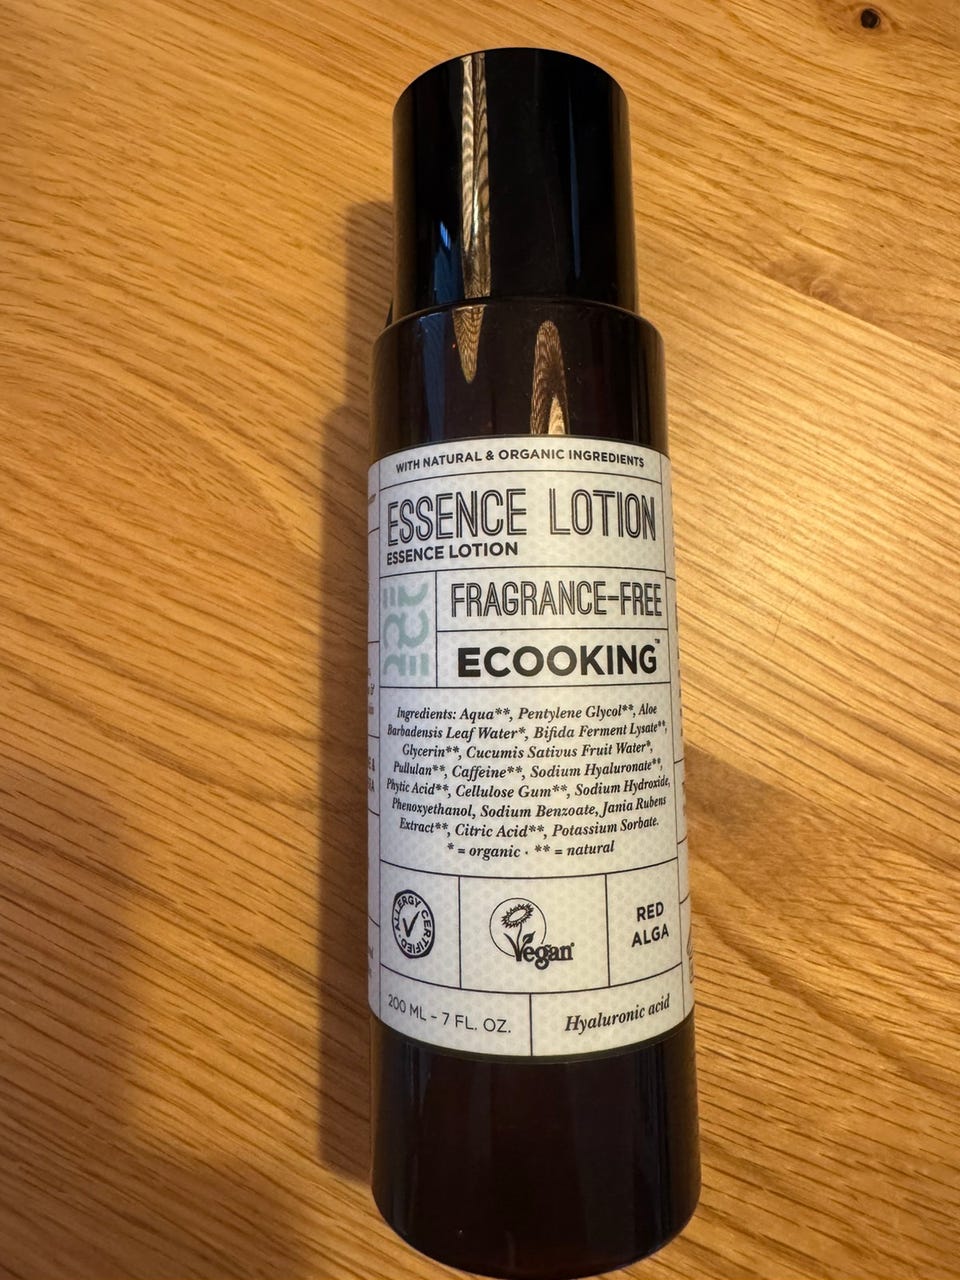 WITH NATURAL & ORGANIC INGREDIENTS
ESSENCE LOTION
ESSENCE LOTION
FRAGRANCE-FREE
ECOOKING™
Ingredients: Aqua**, Pentylene Glycol**, Aloe
Barbadensis Leaf Water*, Bifida Ferment Lysate**,
Glycerin**, Cucumis Sativus Fruit Water*,
Pullulan**, Caffeine**, Sodium Hyaluronate**,
Phytic Acid**, Cellulose Gum**, Sodium Hydroxide,
Phenoxyethanol, Sodium Benzoate, Jania Rubens
Extract**, Citric Acid**, Potassium Sorbate.
* = organic · ** = natural
ALLERGY CERTIFIED
Vegan
RED
ALGA
200 ML - 7 FL. OZ.
Hyaluronic acid